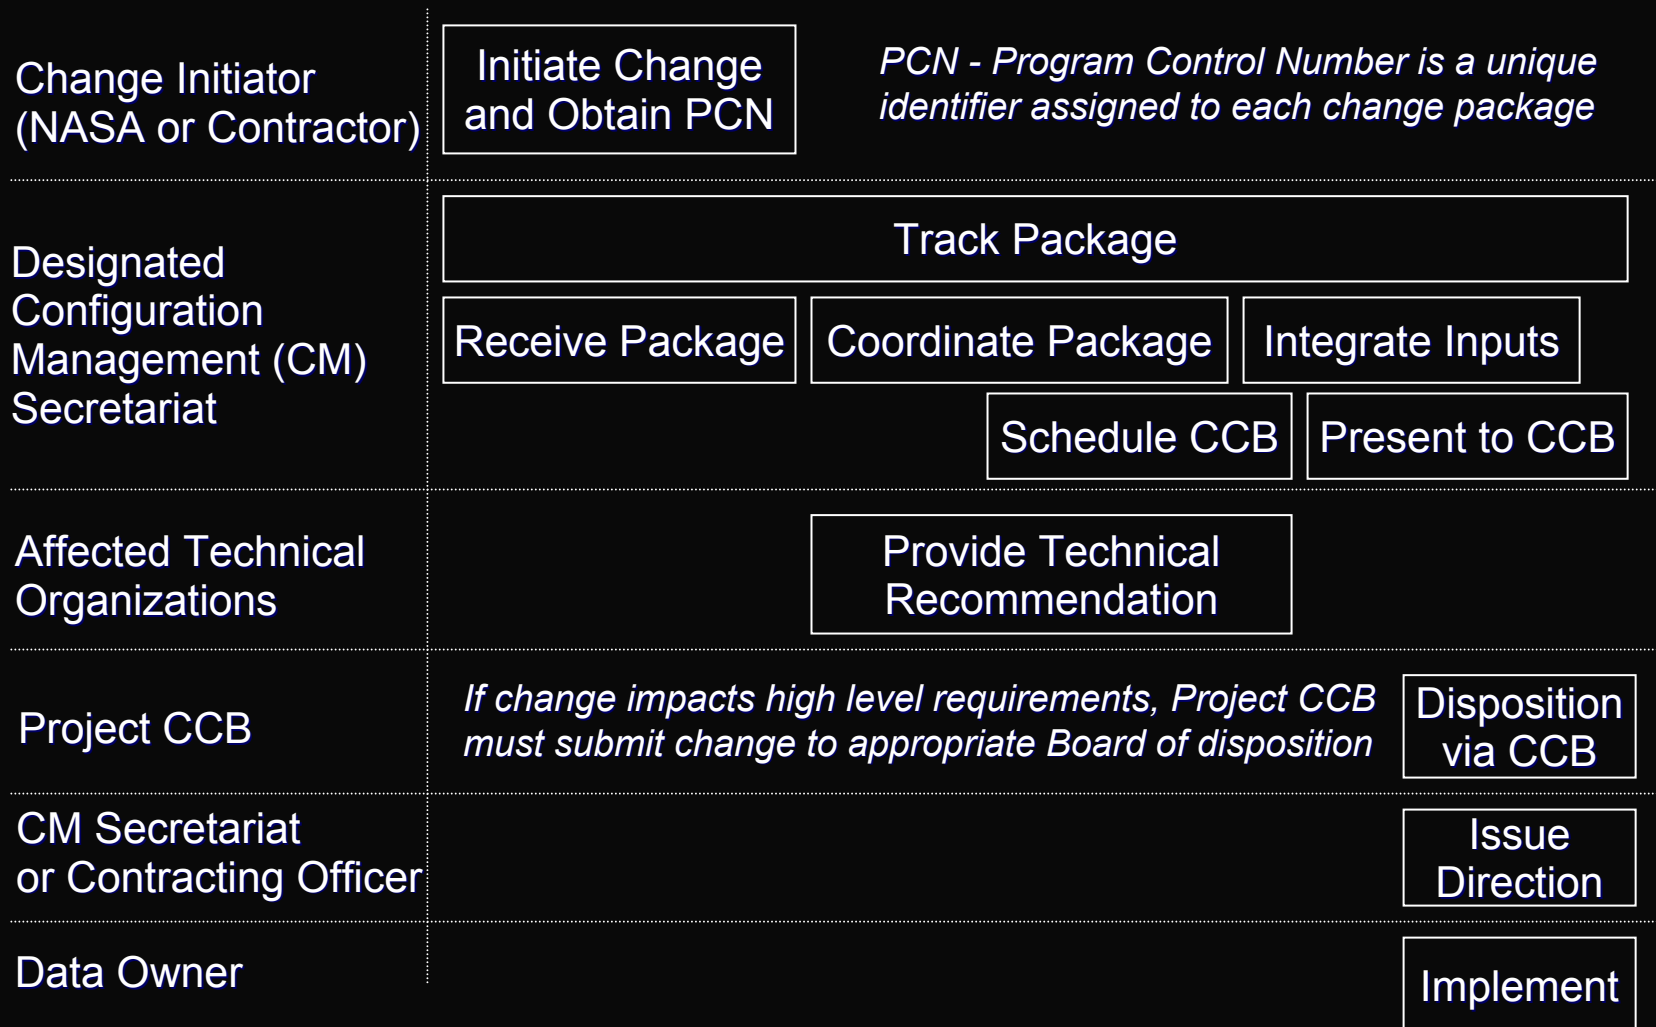 Change Initiator
(NASA or Contractor)
Initiate Change
and Obtain PCN
PCN - Program Control Number is a unique
identifier assigned to each change package
Designated
Configuration
Management (CM)
Secretariat
Track Package
Receive Package
Coordinate Package
Integrate Inputs
Schedule CCB
Present to CCB
Affected Technical
Organizations
Provide Technical
Recommendation
Project CCB
If change impacts high level requirements, Project CCB
must submit change to appropriate Board of disposition
Disposition
via CCB
CM Secretariat
or Contracting Officer
Issue
Direction
Data Owner
Implement